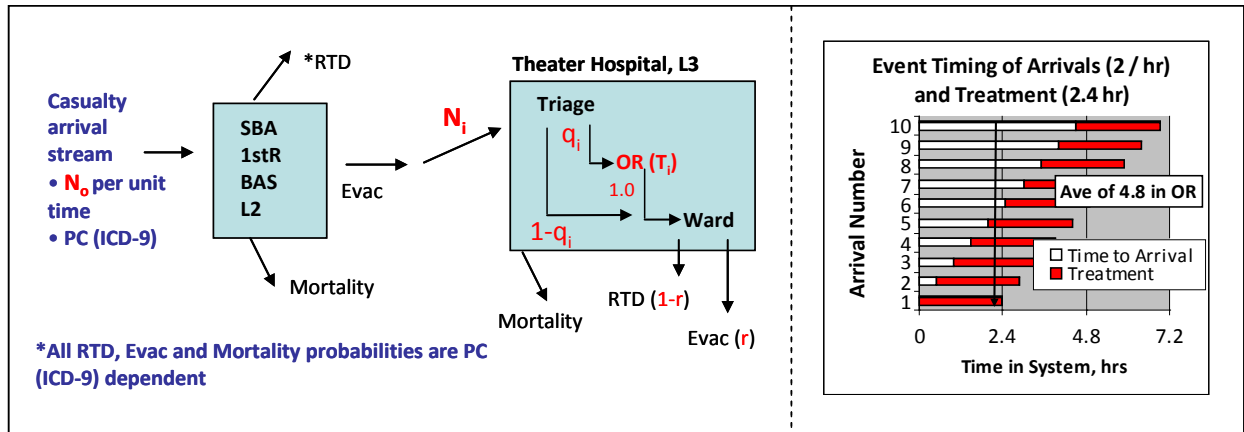 *RTD
Casualty
arrival
stream
• No per unit
time
• PC (ICD-9)
SBA
1stR
BAS
L2
Evac
Mortality
Ni
Theater Hospital, L3
Triage
qi
OR (Ti)
1.0
Ward
1-qi
RTD (1-r)
Mortality
Evac (r)
*All RTD, Evac and Mortality probabilities are PC
(ICD-9) dependent
Event Timing of Arrivals (2 / hr)
and Treatment (2.4 hr)
Arrival Number
10
9
8
7
6
5
4
3
2
1
Ave of 4.8 in OR
Time to Arrival
Treatment
0 2.4 4.8 7.2
Time in System, hrs